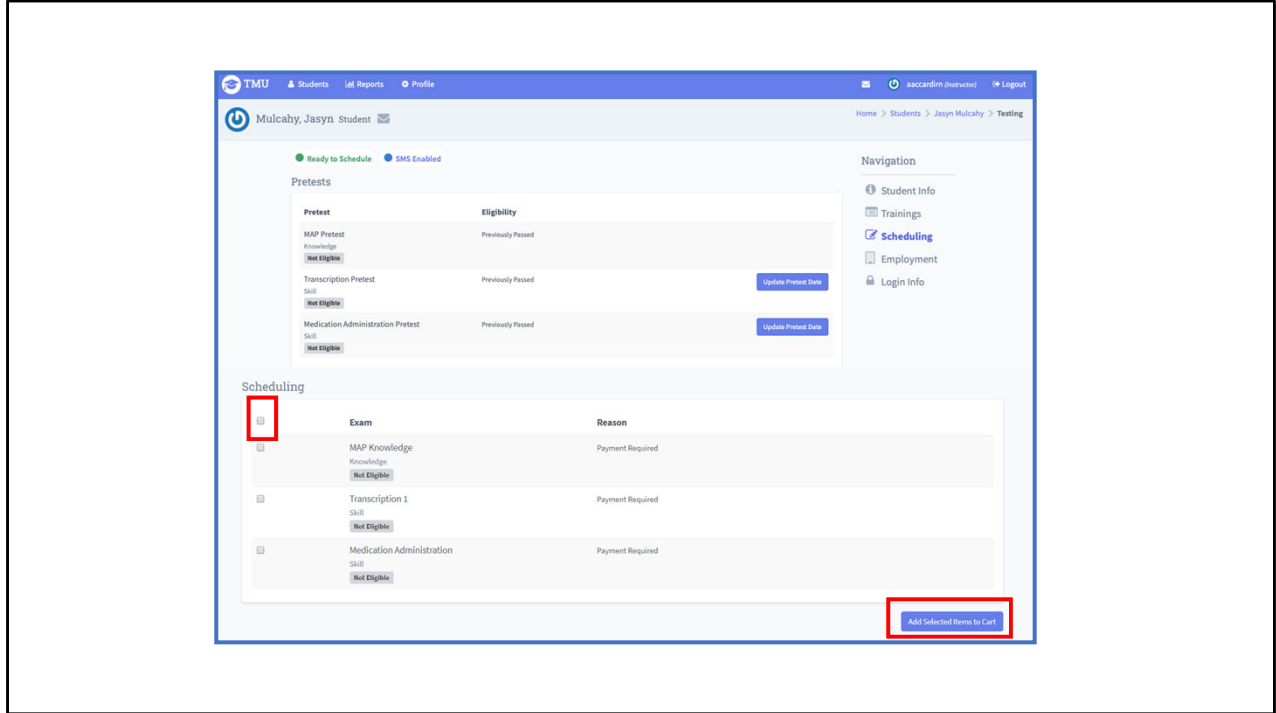 TMU Students Reports Profile aaccardirn (Instructor) Logout
Mulcahy, Jasyn Student Home > Students > Jasyn Mulcahy > Testing
Ready to Schedule SMS Enabled
Pretests
Pretest Eligibility
MAP Pretest Previously Passed
Knowledge
Not Eligible
Transcription Pretest Previously Passed Update Pretest Date
Skill
Not Eligible
Medication Administration Pretest Previously Passed Update Pretest Date
Skill
Not Eligible
Navigation
Student Info
Trainings
Scheduling
Employment
Login Info
Scheduling
Exam Reason
MAP Knowledge Payment Required
Knowledge
Not Eligible
Transcription 1 Payment Required
Skill
Not Eligible
Medication Administration Payment Required
Skill
Not Eligible
Add Selected Items to Cart